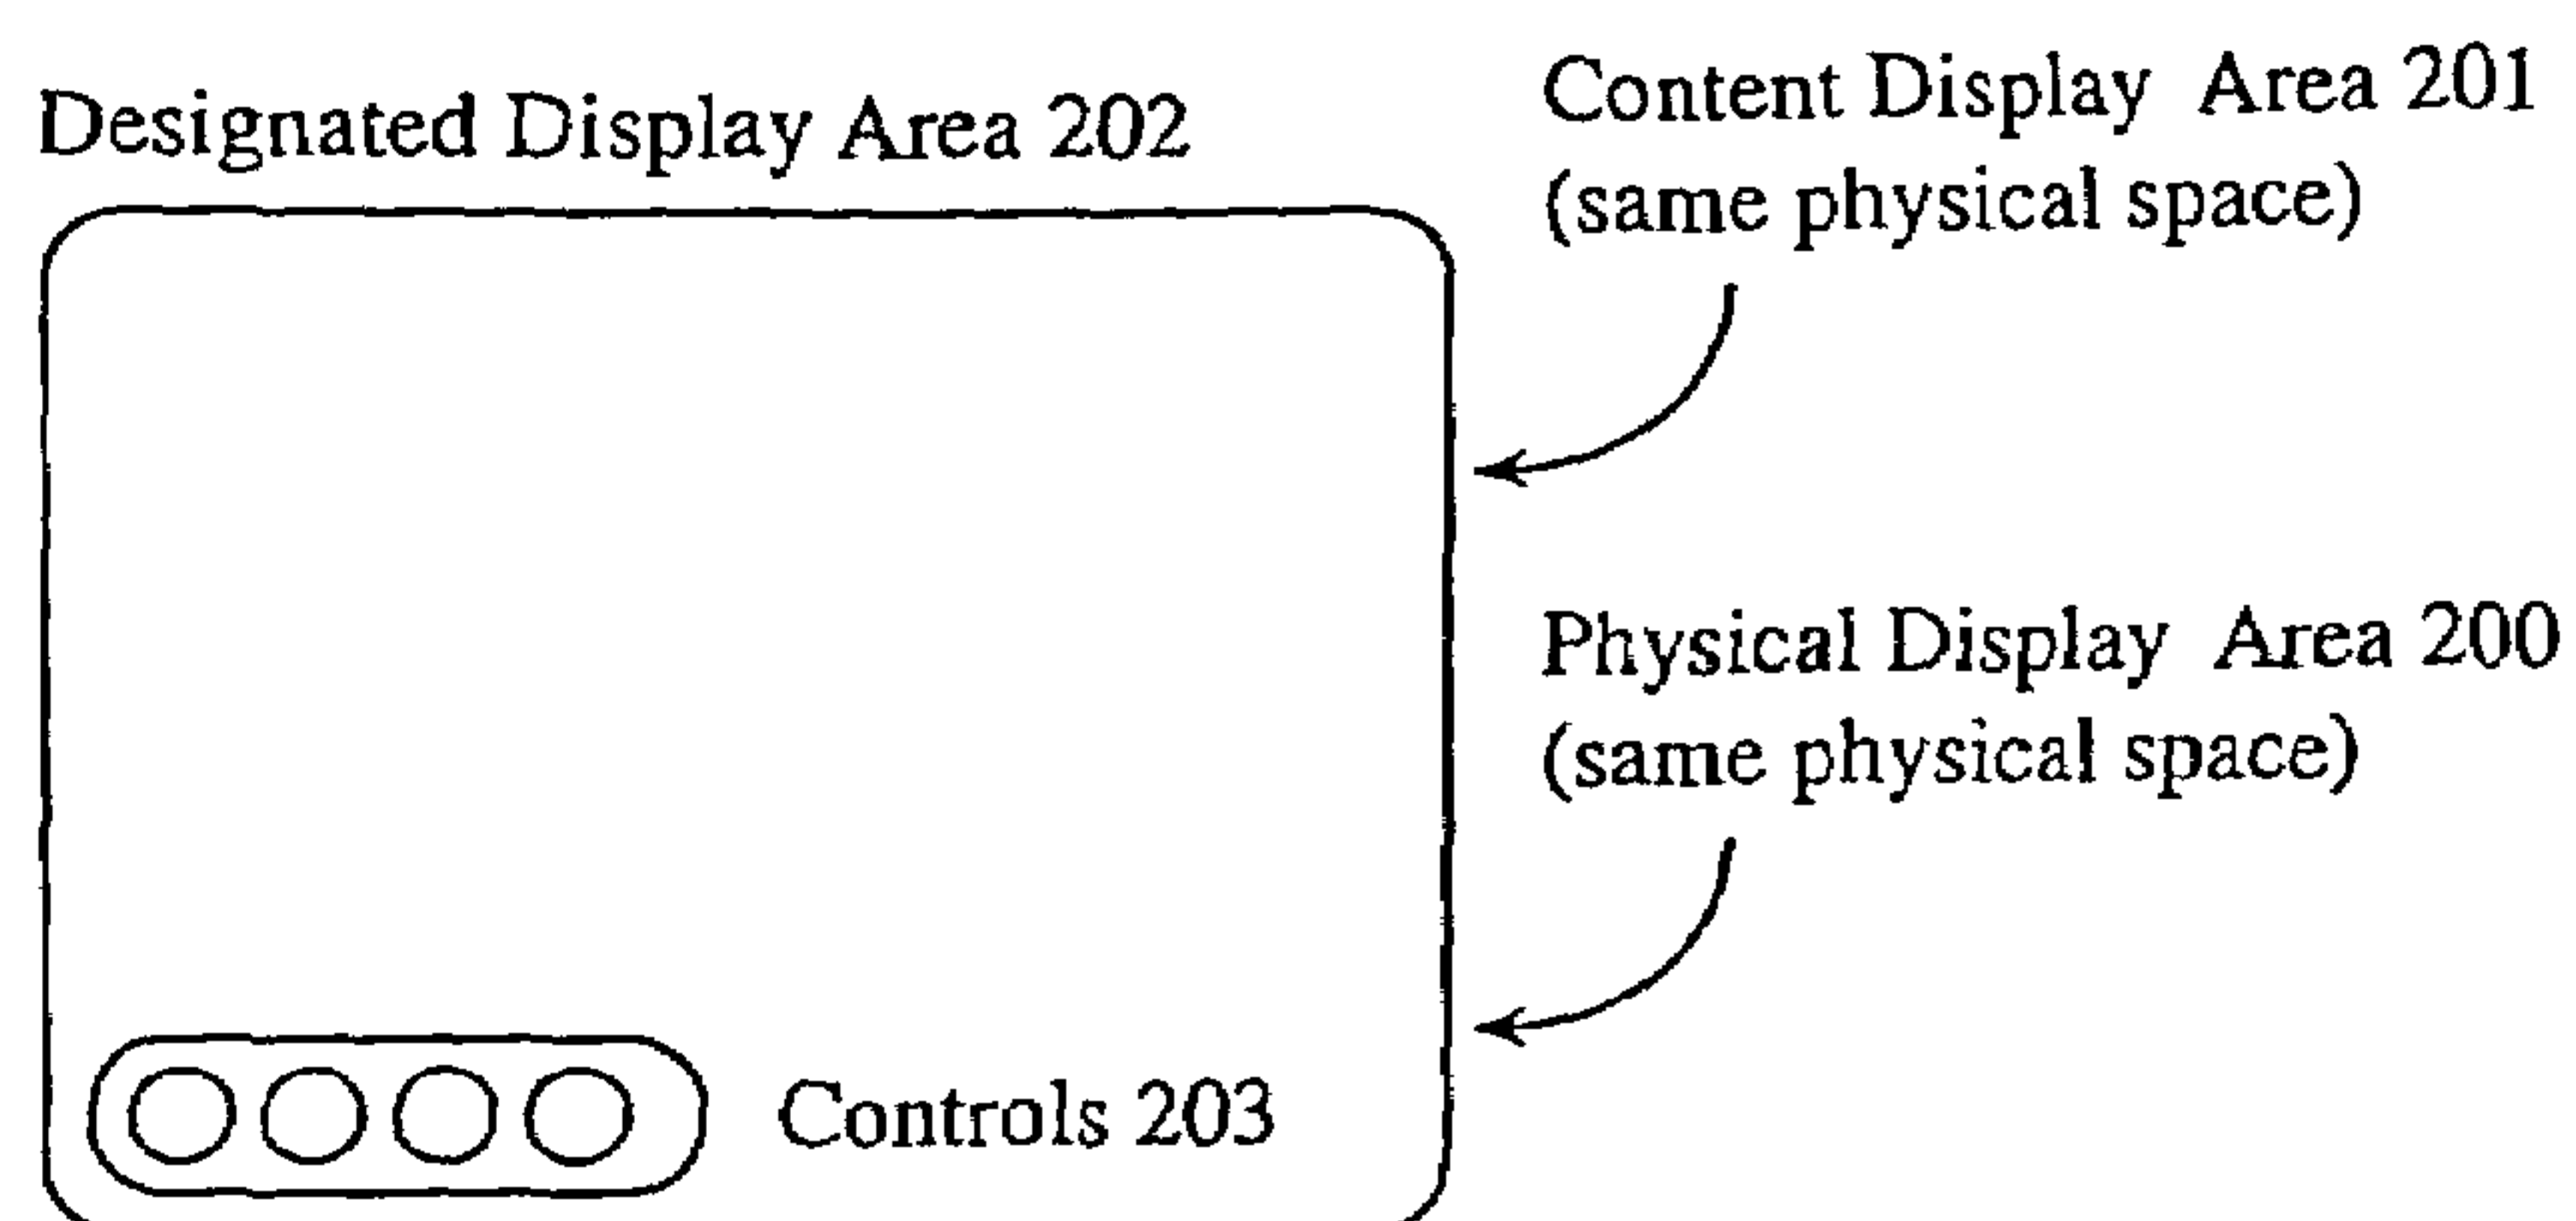 Designated Display Area 202
Content Display Area 201
(same physical space)
Physical Display Area 200
(same physical space)
Controls 203